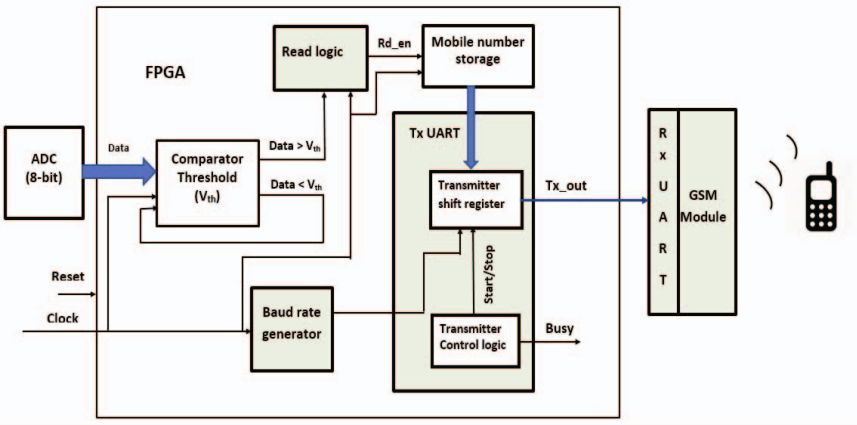 Read logic
Rd_en
Mobile number
storage
FPGA
Tx UART
ADC
(8-bit)
Data
Comparator
Threshold
(Vth)
Data > Vth
Data < Vth
Transmitter
shift register
Tx_out
R
x
U
A
R
T
GSM
Module
Start/Stop
Reset
Clock
Baud rate
generator
Transmitter
Control logic
Busy